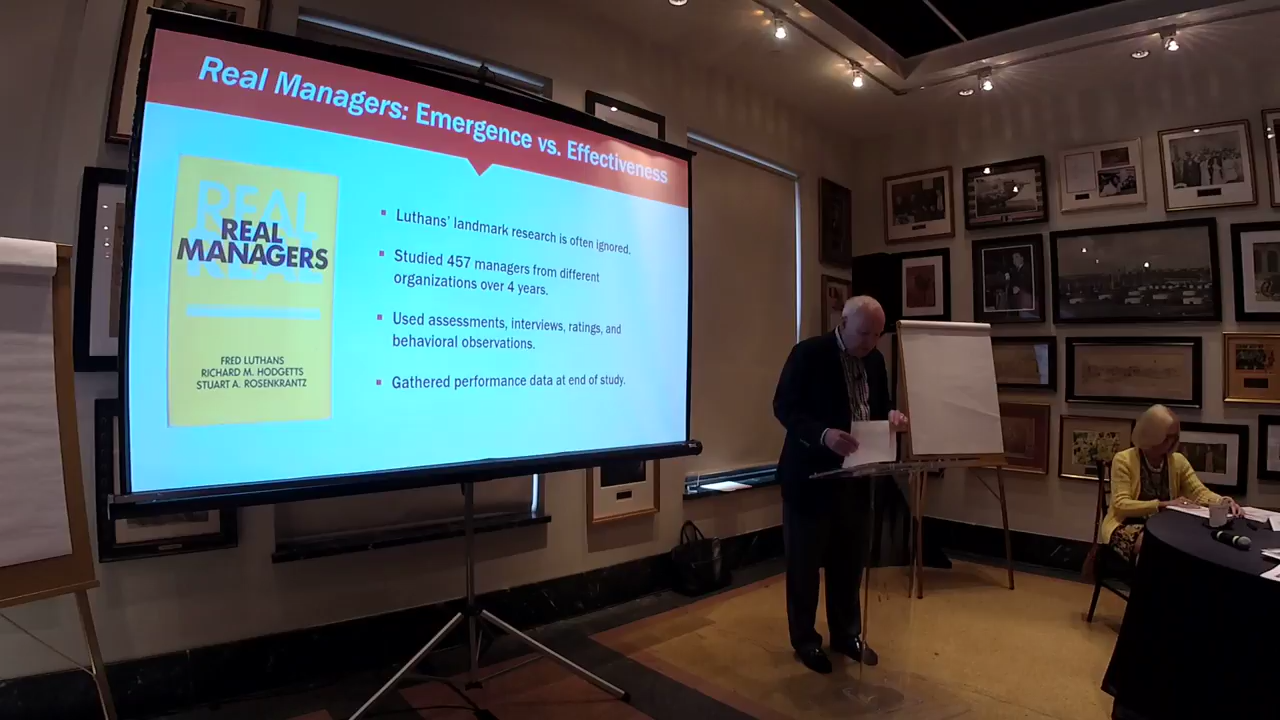 Real Managers: Emergence vs. Effectiveness
REAL
REAL
MANAGERS
REAL
FRED LUTHANS
RICHARD M. HODGETTS
STUART A. ROSENKRANTZ
▪ Luthans' landmark research is often ignored.
▪ Studied 457 managers from different
organizations over 4 years.
▪ Used assessments, interviews, ratings, and
behavioral observations.
▪ Gathered performance data at end of study.